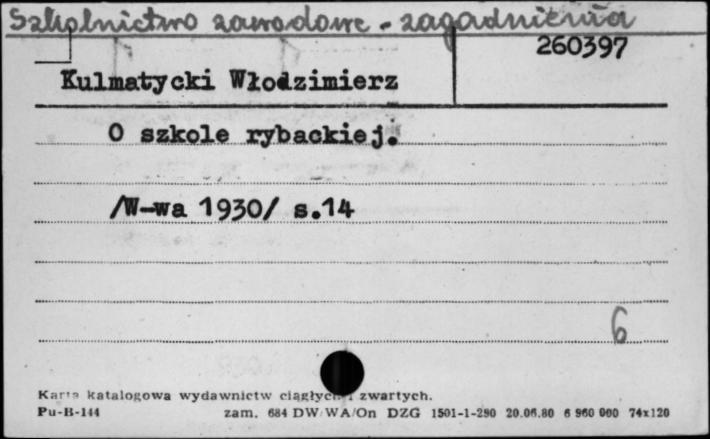 Szkolnictwo zawodowe - zagadnienia
260397
Kulmatycki Włodzimierz
O szkole rybackiej.
/W-wa 1930/ s.14
6
Karta katalogowa wydawnictw ciągłych i zwartych.
Pu-B-144 zam. 684 DW/WA/On DZG 1501-1-290 20.06.80 6 960 000 74x120